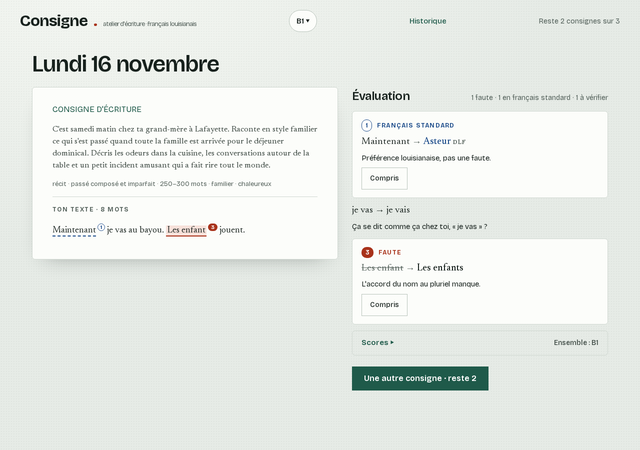 Consigne • atelier d'écriture · français louisianais
B1 ▾
Historique
Reste 2 consignes sur 3
Lundi 16 novembre
CONSIGNE D'ÉCRITURE
C'est samedi matin chez ta grand-mère à Lafayette. Raconte en style familier
ce qui s'est passé quand toute la famille est arrivée pour le déjeuner
dominical. Décris les odeurs dans la cuisine, les conversations autour de la
table et un petit incident amusant qui a fait rire tout le monde.
récit · passé composé et imparfait · 250–300 mots · familier · chaleureux
TON TEXTE · 8 MOTS
Maintenant 1 je vas au bayou. Les enfant 3 jouent.
Évaluation
1 faute · 1 en français standard · 1 à vérifier
1 FRANÇAIS STANDARD
Maintenant → Asteur DLF
Préférence louisianaise, pas une faute.
Compris
je vas → je vais
Ça se dit comme ça chez toi, « je vas » ?
3 FAUTE
Les enfant → Les enfants
L'accord du nom au pluriel manque.
Compris
Scores ▸
Ensemble : B1
Une autre consigne · reste 2